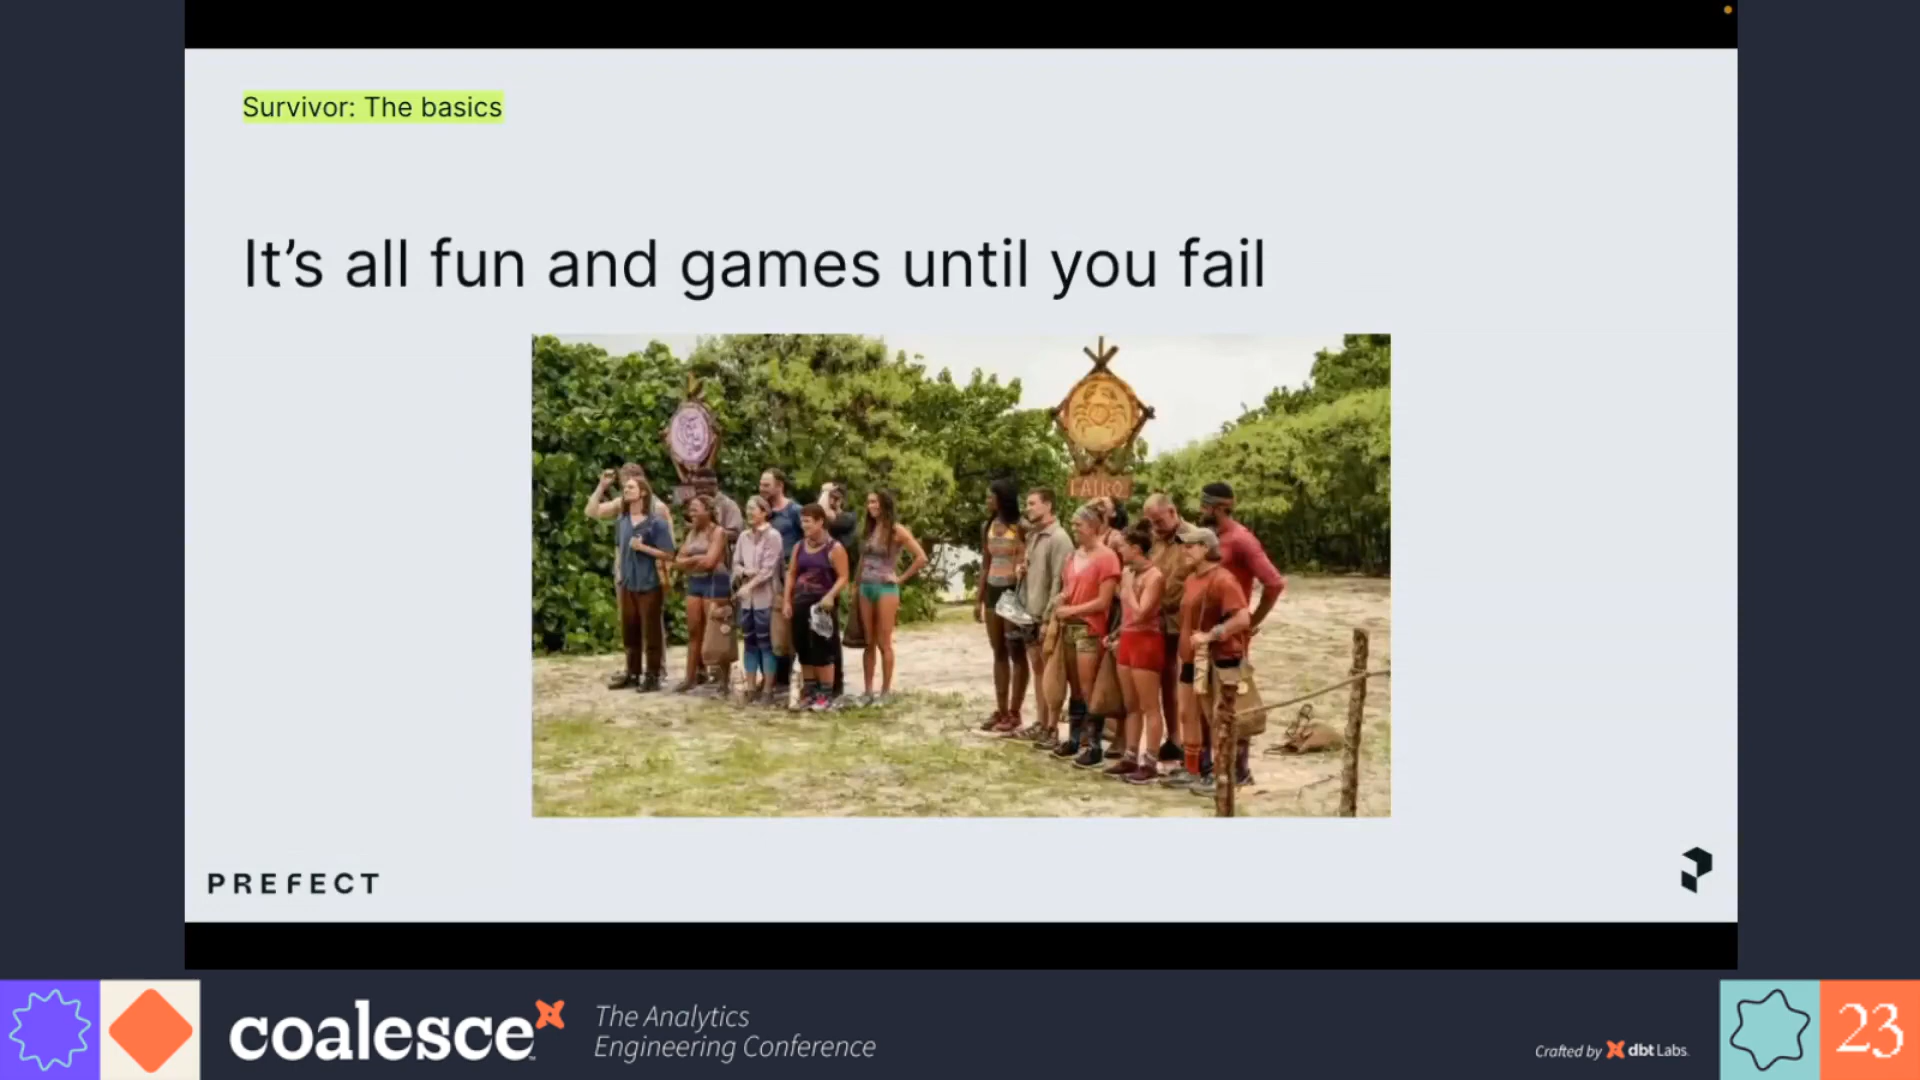 Survivor: The basics
It’s all fun and games until you fail
LAIRO
PREFECT
coalesce
The Analytics
Engineering Conference
Crafted by dbt Labs
23